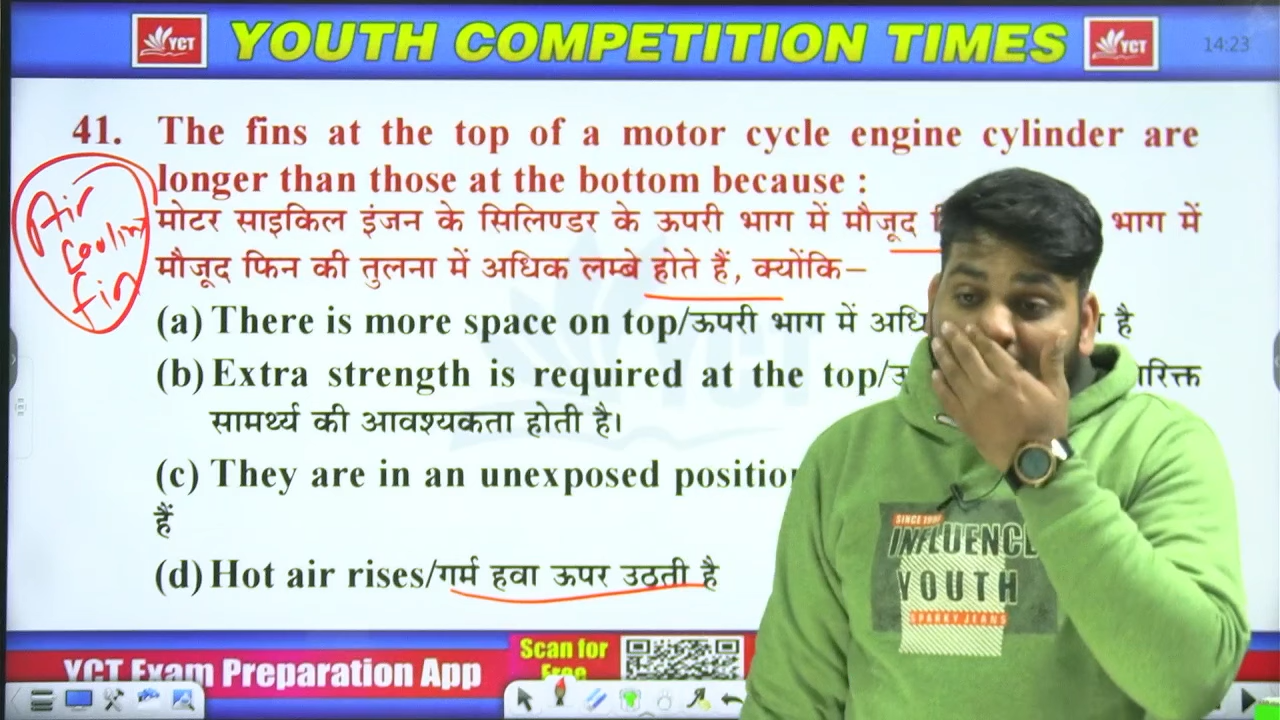 YCT
YOUTH COMPETITION TIMES
YCT
14:23
41. The fins at the top of a motor cycle engine cylinder are
longer than those at the bottom because :
मोटर साइकिल इंजन के सिलिण्डर के ऊपरी भाग में मौजूद भाग में
मौजूद फिन की तुलना में अधिक लम्बे होते हैं, क्योंकि–
Air
cooling
fin
(a) There is more space on top/ऊपरी भाग में है
(b) Extra strength is required at the top/
सामर्थ्य की आवश्यकता होती है।
(c) They are in an unexposed
हैं
(d) Hot air rises/गर्म हवा ऊपर उठती है
SINCE
INFLUENCE
YOUTH
SPARKY JEANS
Scan for
Free
YCT Exam Preparation App